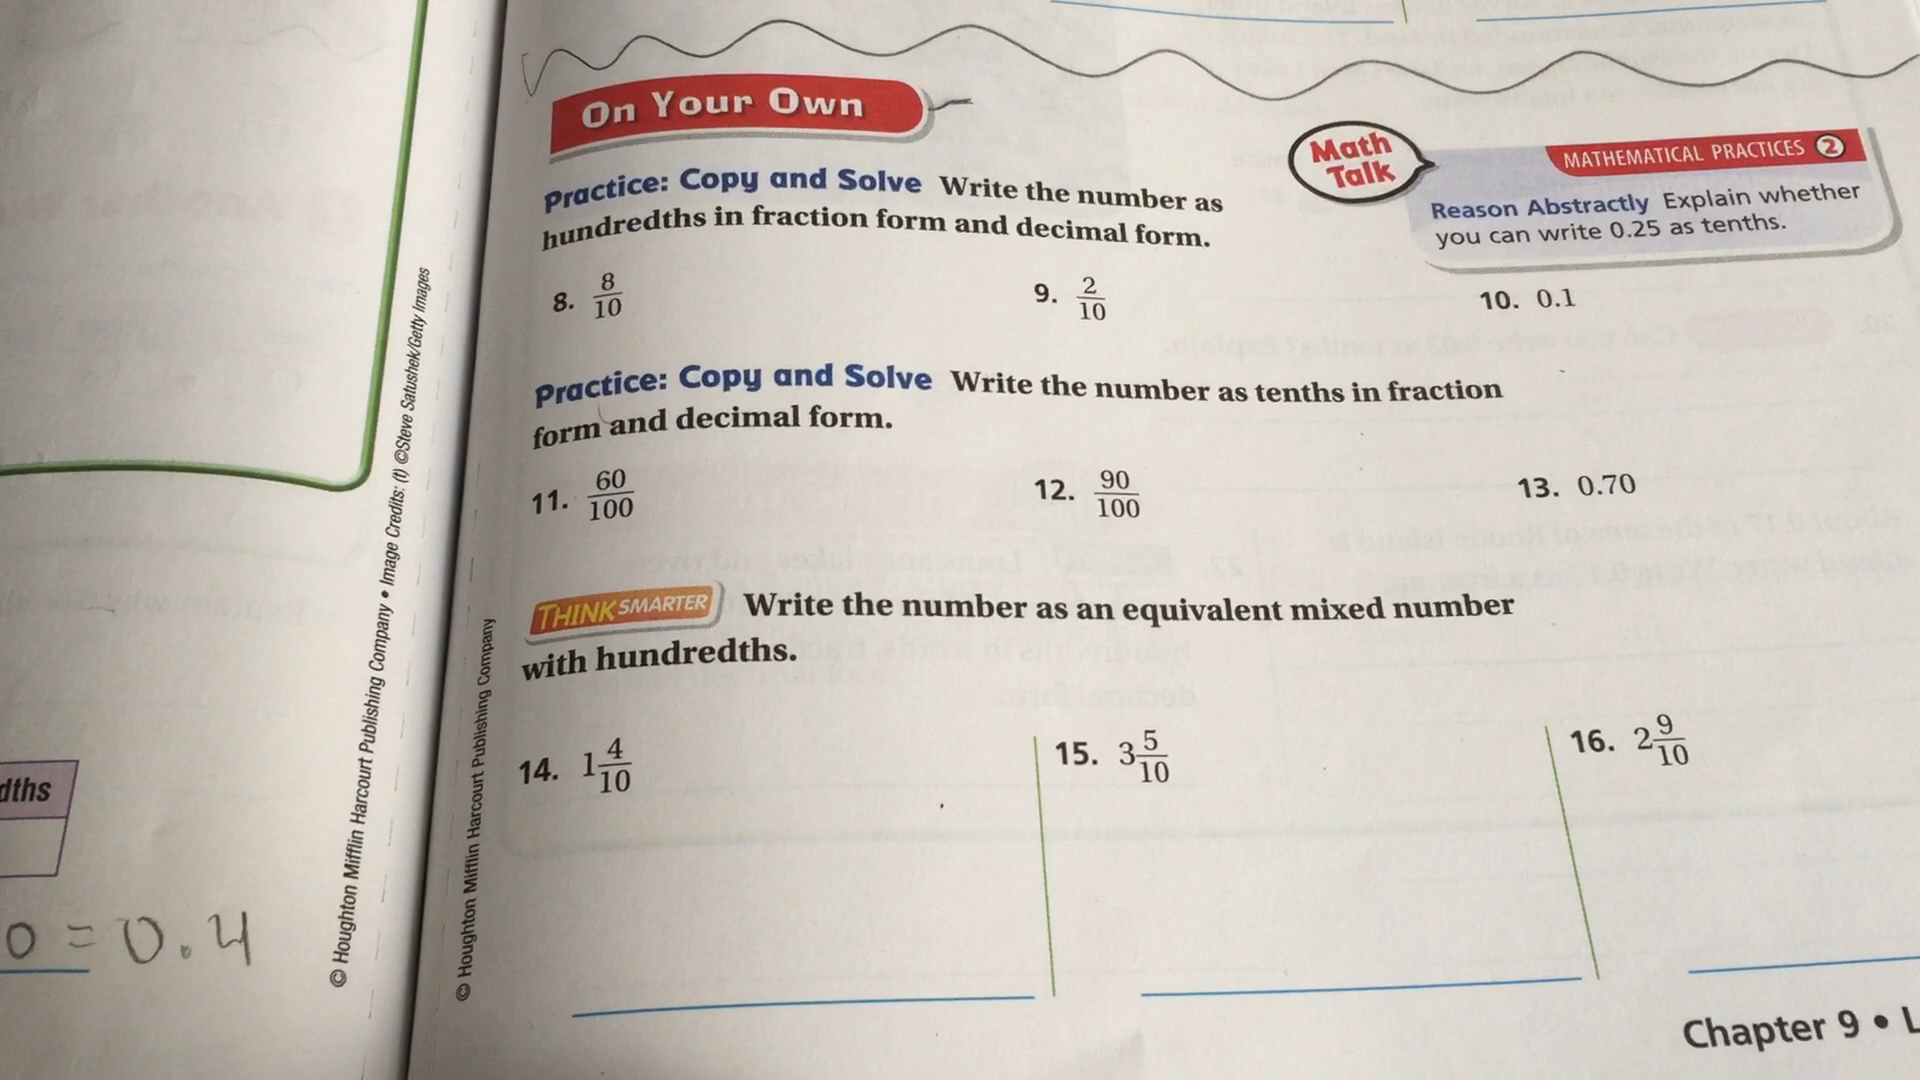 On Your Own
Practice: Copy and Solve Write the number as
hundredths in fraction form and decimal form.
Math
Talk
MATHEMATICAL PRACTICES 2
Reason Abstractly Explain whether
you can write 0.25 as tenths.
8. 8/10
9. 2/10
10. 0.1
Practice: Copy and Solve Write the number as tenths in fraction
form and decimal form.
11. 60/100
12. 90/100
13. 0.70
THINK SMARTER Write the number as an equivalent mixed number
with hundredths.
14. 1 4/10
15. 3 5/10
16. 2 9/10
Chapter 9 • L
© Houghton Mifflin Harcourt Publishing Company
© Houghton Mifflin Harcourt Publishing Company • Image Credits: (t) ©Steve Satushek/Getty Images
dths
0 = 0.4